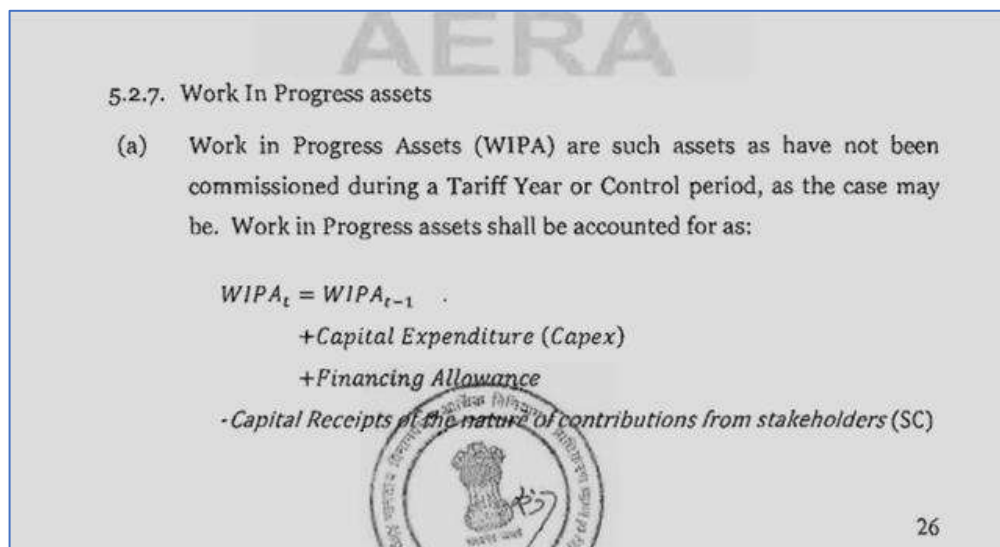 AERA
5.2.7. Work In Progress assets
(a) Work in Progress Assets (WIPA) are such assets as have not been
commissioned during a Tariff Year or Control period, as the case may
be. Work in Progress assets shall be accounted for as:
WIPAₜ = WIPAₜ₋₁
+Capital Expenditure (Capex)
+Financing Allowance
-Capital Receipts of the nature of contributions from stakeholders (SC)
26